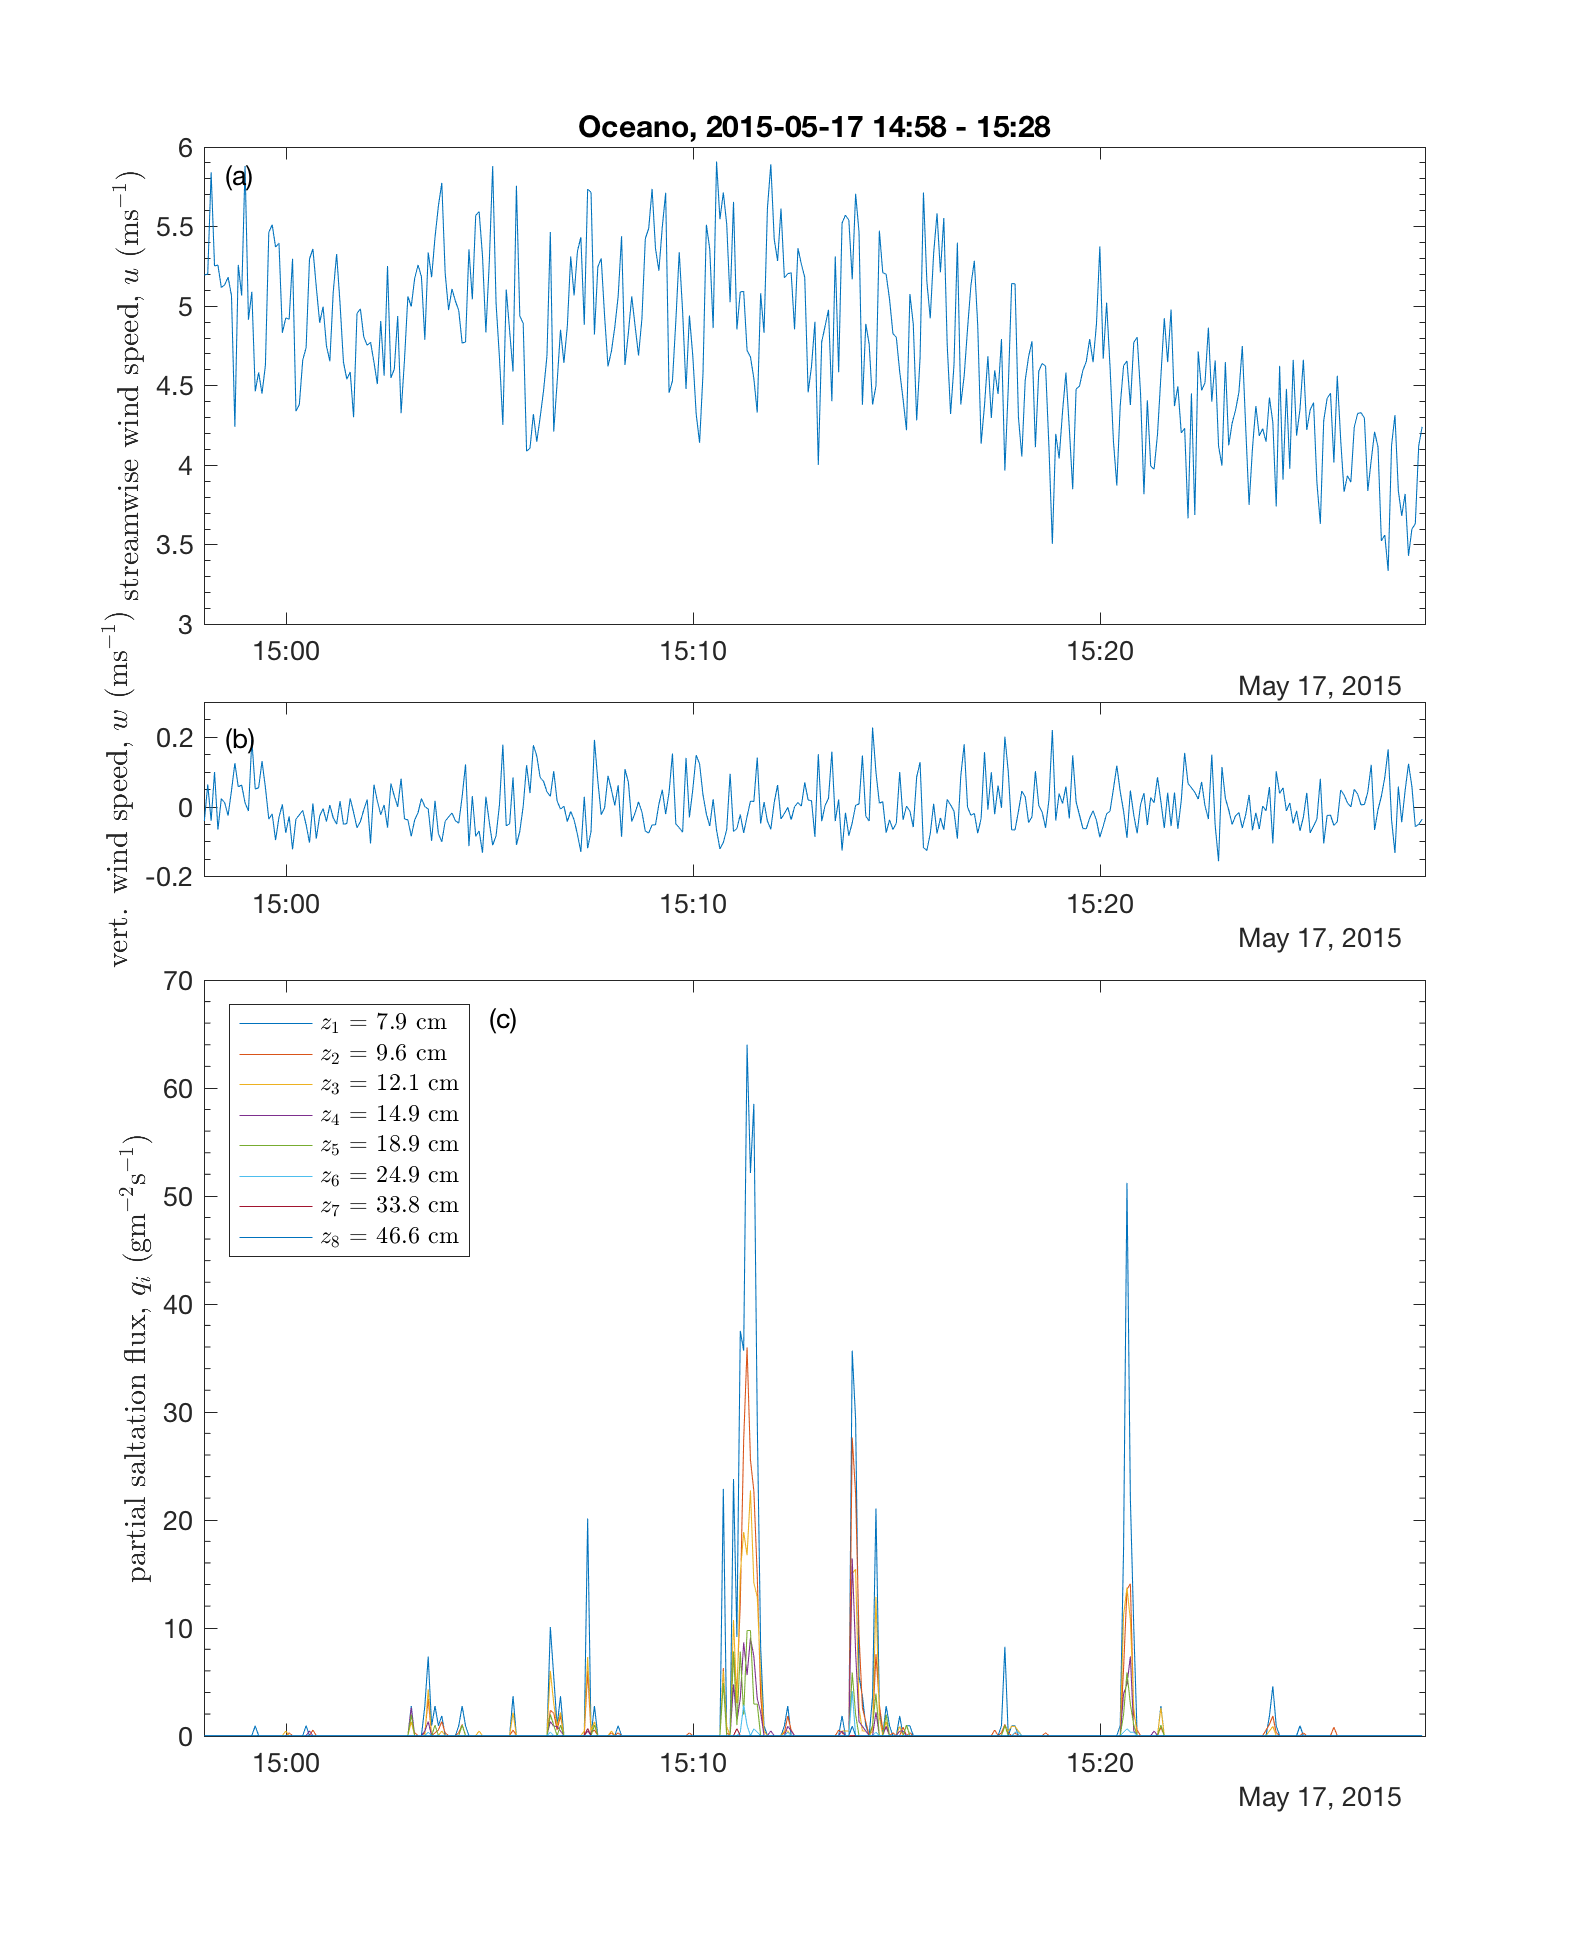 Oceano, 2015-05-17 14:58 - 15:28
(a)
streamwise wind speed, u (ms⁻¹)
6
5.5
5
4.5
4
3.5
3
15:00 15:10 15:20
May 17, 2015
(b)
vert. wind speed, w (ms⁻¹)
0.2
0
-0.2
15:00 15:10 15:20
May 17, 2015
(c)
partial saltation flux, qᵢ (gm⁻²s⁻¹)
70
60
50
40
30
20
10
0
z₁ = 7.9 cm
z₂ = 9.6 cm
z₃ = 12.1 cm
z₄ = 14.9 cm
z₅ = 18.9 cm
z₆ = 24.9 cm
z₇ = 33.8 cm
z₈ = 46.6 cm
15:00 15:10 15:20
May 17, 2015